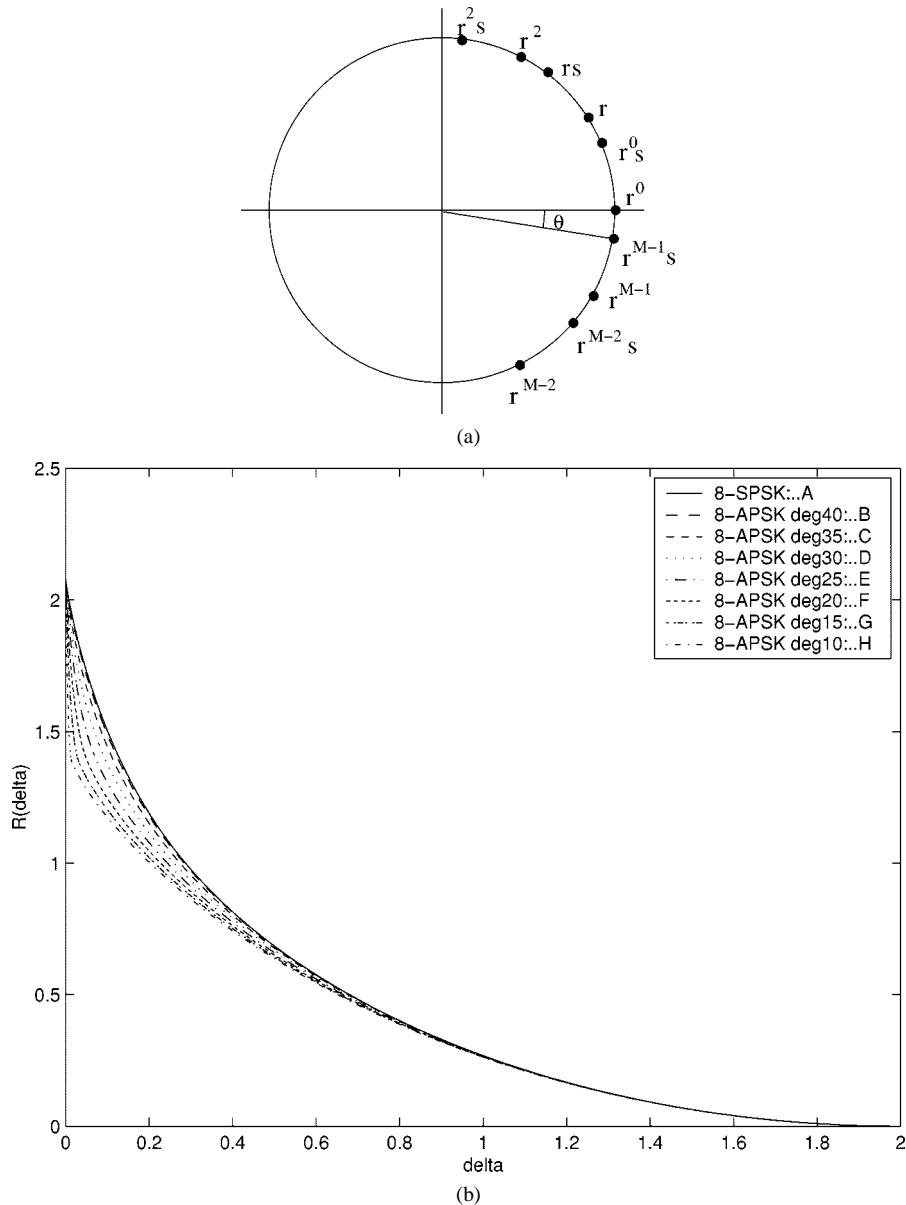 r²s
r²
rs
r
r⁰s
r⁰
θ
r^{M-1}s
r^{M-1}
r^{M-2}s
r^{M-2}
(a)
2.5
2
1.5
1
0.5
0
R(delta)
8-SPSK:..A
8-APSK deg40:..B
8-APSK deg35:..C
8-APSK deg30:..D
8-APSK deg25:..E
8-APSK deg20:..F
8-APSK deg15:..G
8-APSK deg10:..H
0 0.2 0.4 0.6 0.8 1 1.2 1.4 1.6 1.8 2
delta
(b)